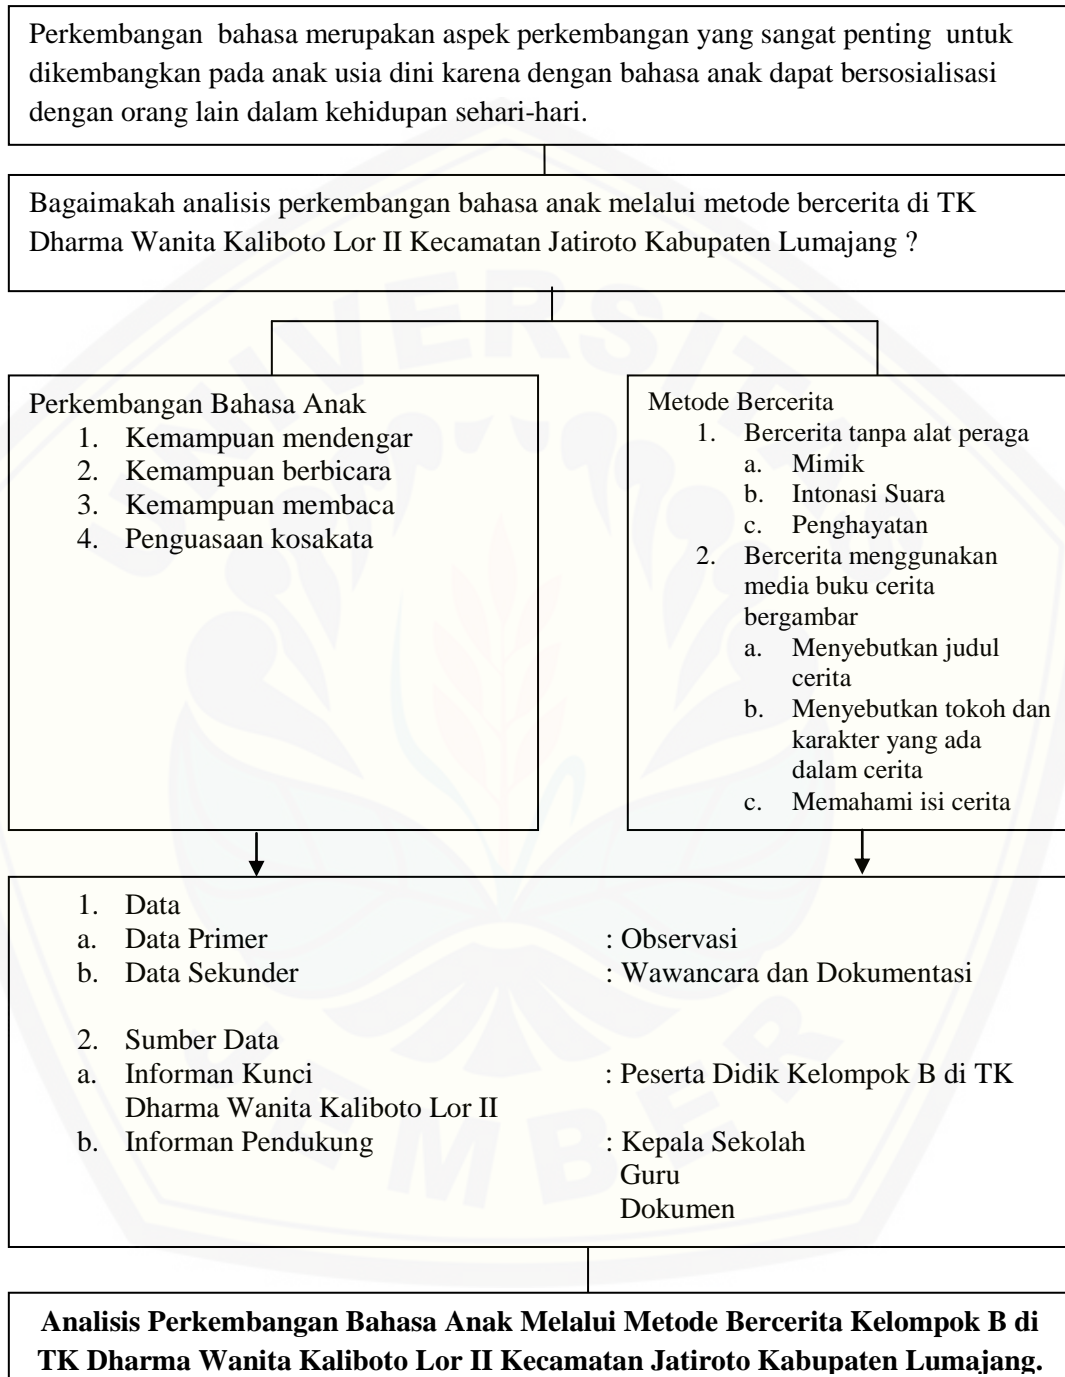 Perkembangan bahasa merupakan aspek perkembangan yang sangat penting untuk
dikembangkan pada anak usia dini karena dengan bahasa anak dapat bersosialisasi
dengan orang lain dalam kehidupan sehari-hari.
Bagaimakah analisis perkembangan bahasa anak melalui metode bercerita di TK
Dharma Wanita Kaliboto Lor II Kecamatan Jatiroto Kabupaten Lumajang ?
Perkembangan Bahasa Anak
1. Kemampuan mendengar
2. Kemampuan berbicara
3. Kemampuan membaca
4. Penguasaan kosakata
Metode Bercerita
1. Bercerita tanpa alat peraga
a. Mimik
b. Intonasi Suara
c. Penghayatan
2. Bercerita menggunakan
media buku cerita
bergambar
a. Menyebutkan judul
cerita
b. Menyebutkan tokoh dan
karakter yang ada
dalam cerita
c. Memahami isi cerita
1. Data
a. Data Primer : Observasi
b. Data Sekunder : Wawancara dan Dokumentasi
2. Sumber Data
a. Informan Kunci : Peserta Didik Kelompok B di TK
Dharma Wanita Kaliboto Lor II
b. Informan Pendukung : Kepala Sekolah
Guru
Dokumen
Analisis Perkembangan Bahasa Anak Melalui Metode Bercerita Kelompok B di
TK Dharma Wanita Kaliboto Lor II Kecamatan Jatiroto Kabupaten Lumajang.
UNIVERSITAS
JEMBER